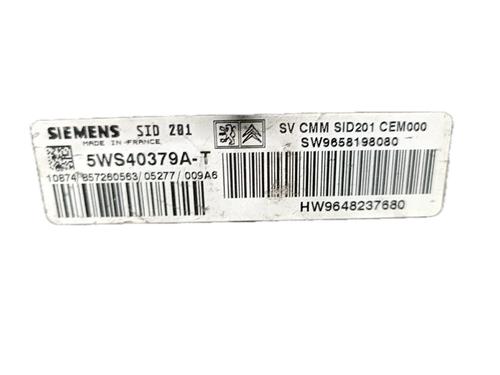 SIEMENS SID 201
MADE IN FRANCE
5WS40379A-T
10874 857260563/05277/009A6
SV CMM SID201 CEM000
SW9658198080
HW9648237680